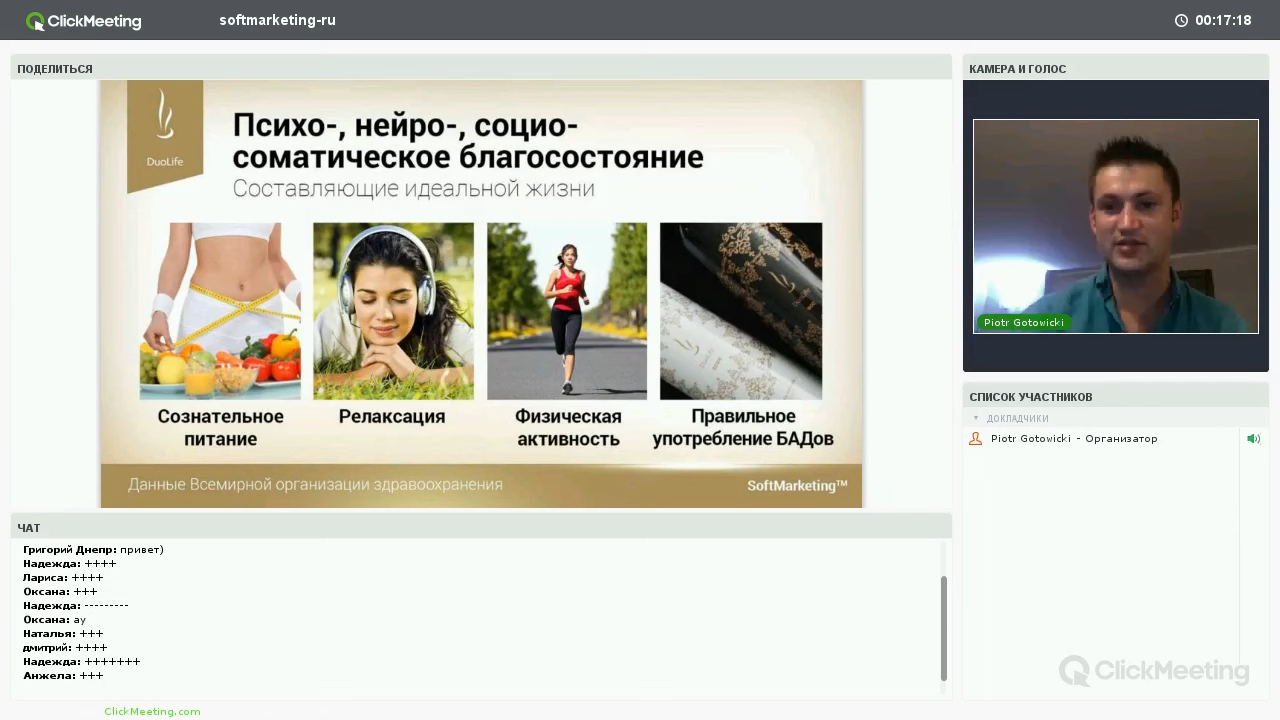 ClickMeeting
softmarketing-ru
00:17:18
ПОДЕЛИТЬСЯ
DuoLife
Психо-, нейро-, социо-
соматическое благосостояние
Составляющие идеальной жизни
Сознательное
питание
Релаксация
Физическая
активность
Правильное
употребление БАДов
Данные Всемирной организации здравоохранения
SoftMarketing™
КАМЕРА И ГОЛОС
Piotr Gotowicki
СПИСОК УЧАСТНИКОВ
ДОКЛАДЧИКИ
Piotr Gotowicki - Организатор
ЧАТ
Григорий Днепр: привет)
Надежда: ++++
Лариса: ++++
Оксана: +++
Надежда: ---------
Оксана: ау
Наталья: +++
дмитрий: ++++
Надежда: +++++++
Анжела: +++
ClickMeeting
ClickMeeting.com